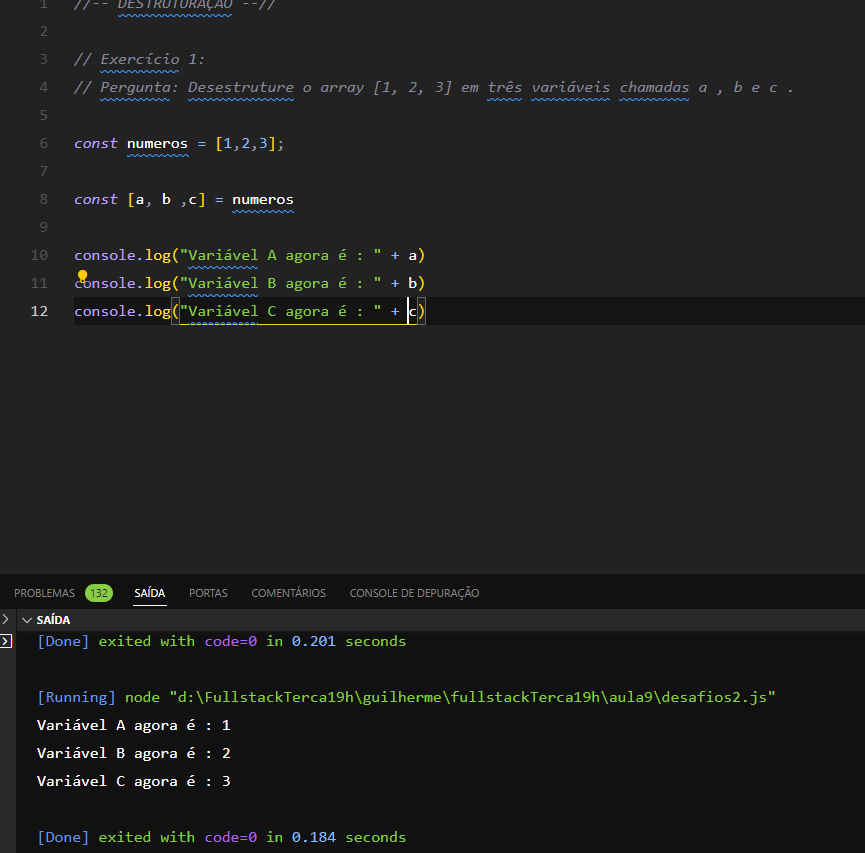 1 //-- DESTRUTURAÇÃO --//
2
3 // Exercício 1:
4 // Pergunta: Desestruture o array [1, 2, 3] em três variáveis chamadas a , b e c .
5
6 const numeros = [1,2,3];
7
8 const [a, b ,c] = numeros
9
10 console.log("Variável A agora é : " + a)
11 console.log("Variável B agora é : " + b)
12 console.log("Variável C agora é : " + c)
PROBLEMAS 132 SAÍDA PORTAS COMENTÁRIOS CONSOLE DE DEPURAÇÃO
SAÍDA
[Done] exited with code=0 in 0.201 seconds
[Running] node "d:\FullstackTerca19h\guilherme\fullstackTerca19h\aula9\desafios2.js"
Variável A agora é : 1
Variável B agora é : 2
Variável C agora é : 3
[Done] exited with code=0 in 0.184 seconds